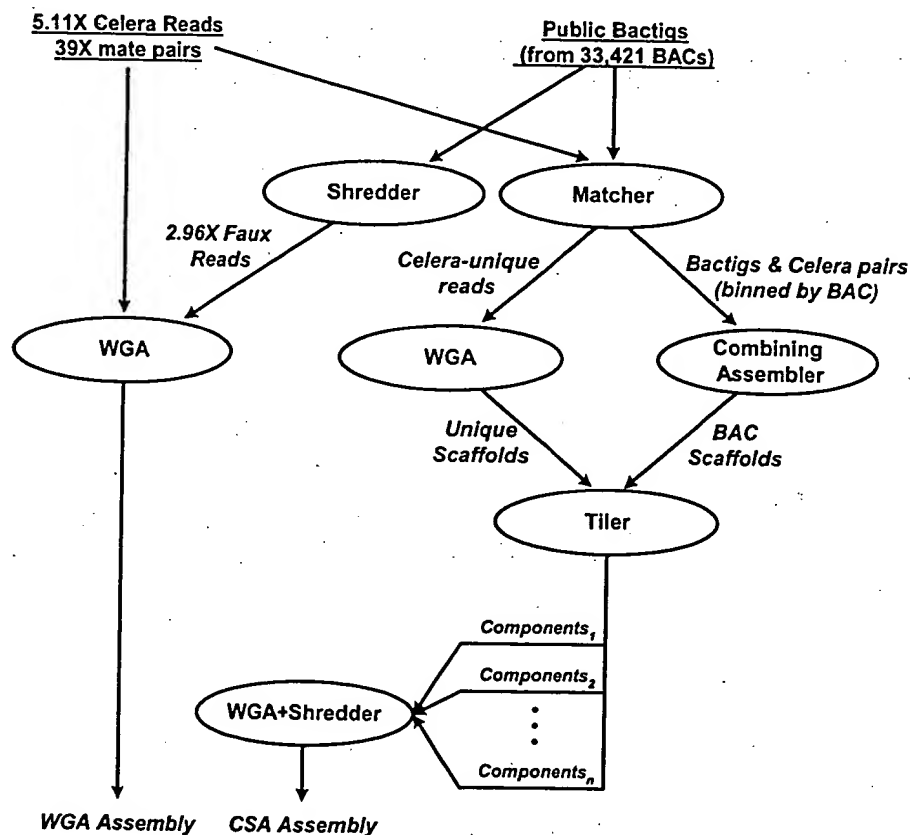 5.11X Celera Reads
39X mate pairs
Public Bactigs
(from 33,421 BACs)
Shredder
Matcher
2.96X Faux
Reads
Celera-unique
reads
Bactigs & Celera pairs
(binned by BAC)
WGA
WGA
Combining
Assembler
Unique
Scaffolds
BAC
Scaffolds
Tiler
Components1
Components2
WGA+Shredder
Componentsn
WGA Assembly
CSA Assembly